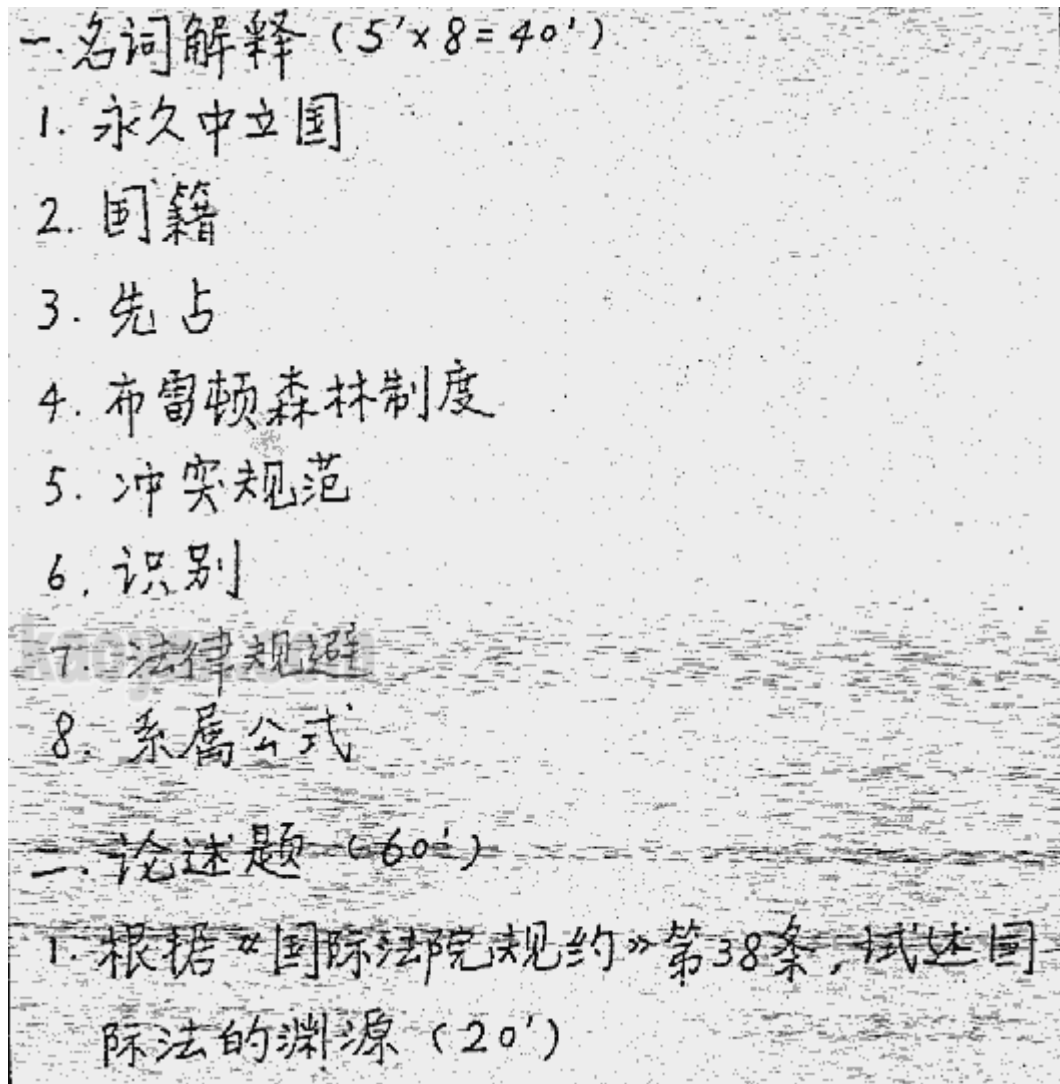 一.名词解释（5'×8=40'）
1. 永久中立国
2. 国籍
3. 先占
4. 布雷顿森林制度
5. 冲突规范
6. 识别
7. 法律规避
8. 系属公式
二.论述题（60'）
1. 根据《国际法院规约》第38条，试述国
际法的渊源（20'）